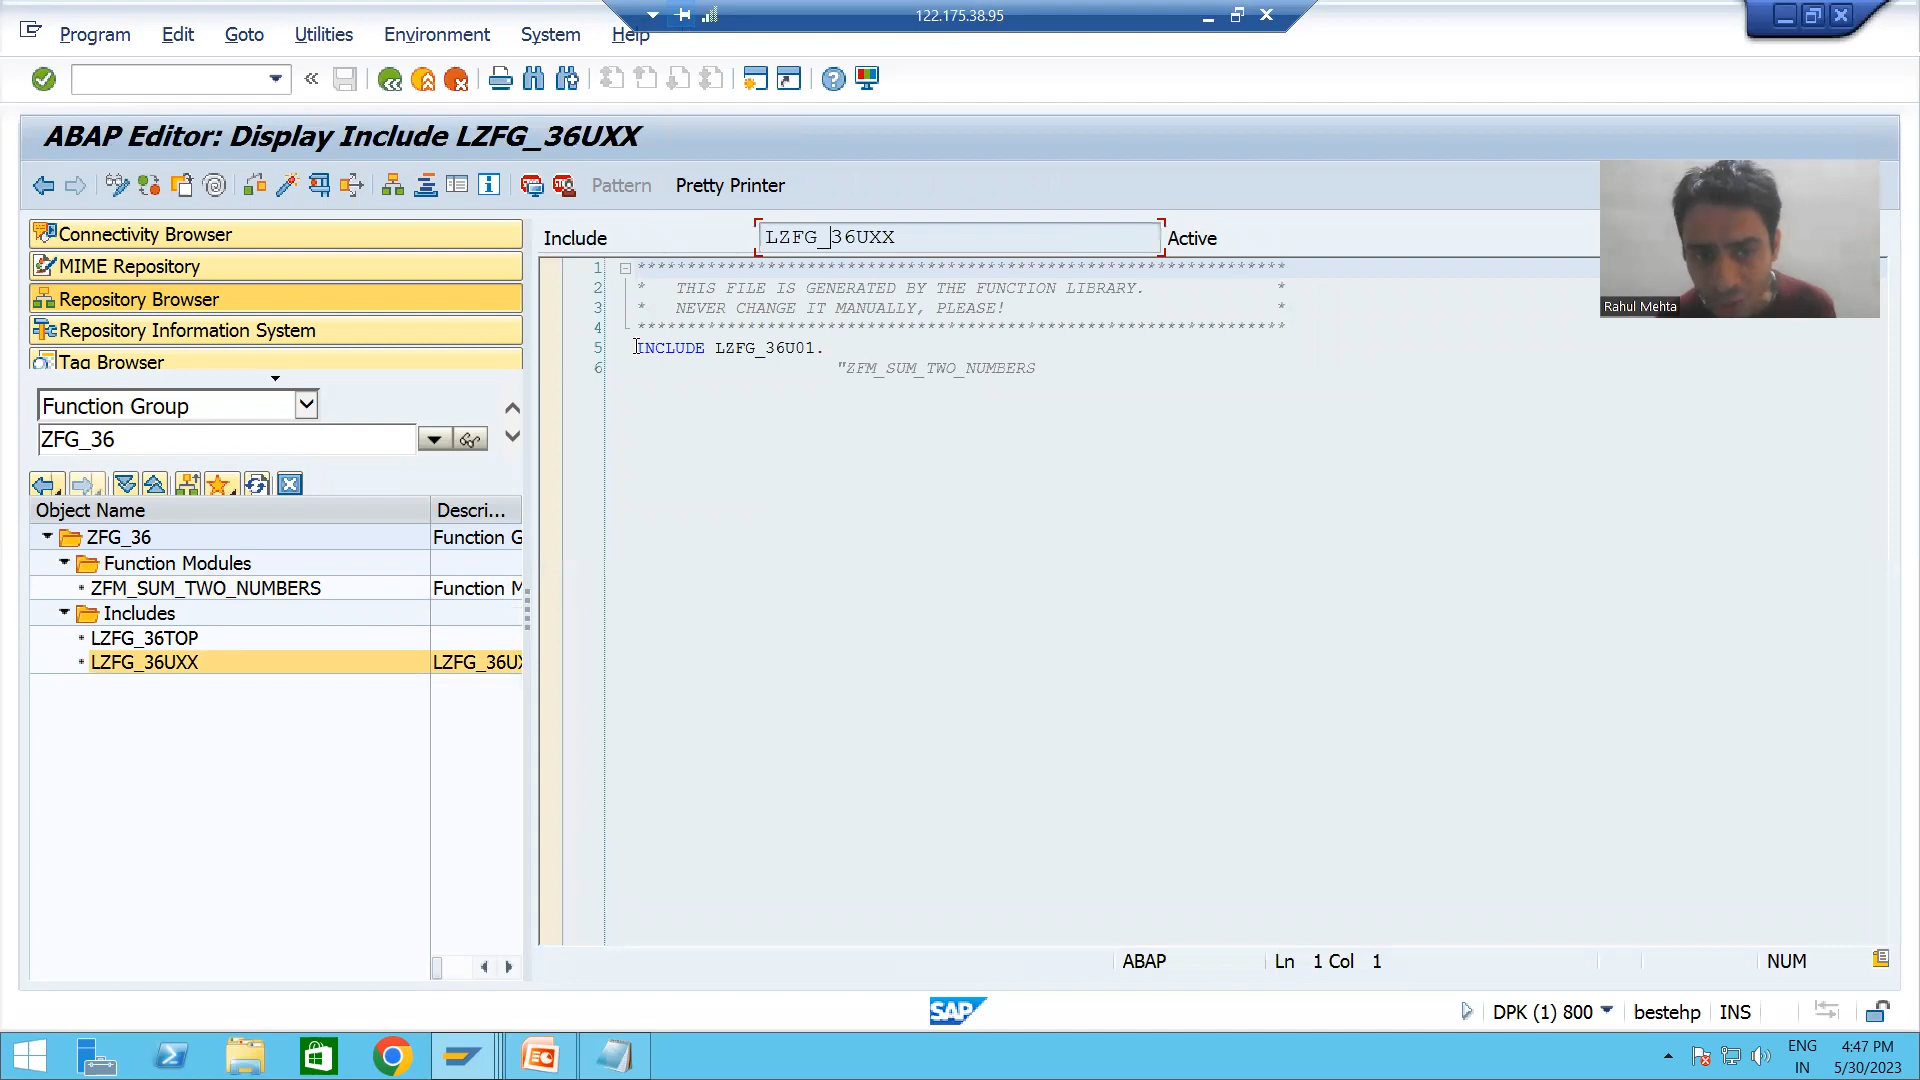 122.175.38.95
Program Edit Goto Utilities Environment System Help
ABAP Editor: Display Include LZFG_36UXX
Pattern Pretty Printer
Connectivity Browser
MIME Repository
Repository Browser
Repository Information System
Tag Browser
Function Group
ZFG_36
Object Name Descri...
ZFG_36 Function G
Function Modules
ZFM_SUM_TWO_NUMBERS Function M
Includes
LZFG_36TOP
LZFG_36UXX LZFG_36UX
Include LZFG_36UXX Active
1 *****************************************************************
2 * THIS FILE IS GENERATED BY THE FUNCTION LIBRARY. *
3 * NEVER CHANGE IT MANUALLY, PLEASE! *
4 *****************************************************************
5 INCLUDE LZFG_36U01.
6 "ZFM_SUM_TWO_NUMBERS
Rahul Mehta
ABAP Ln 1 Col 1 NUM
SAP
DPK (1) 800 bestehp INS
ENG
IN
4:47 PM
5/30/2023